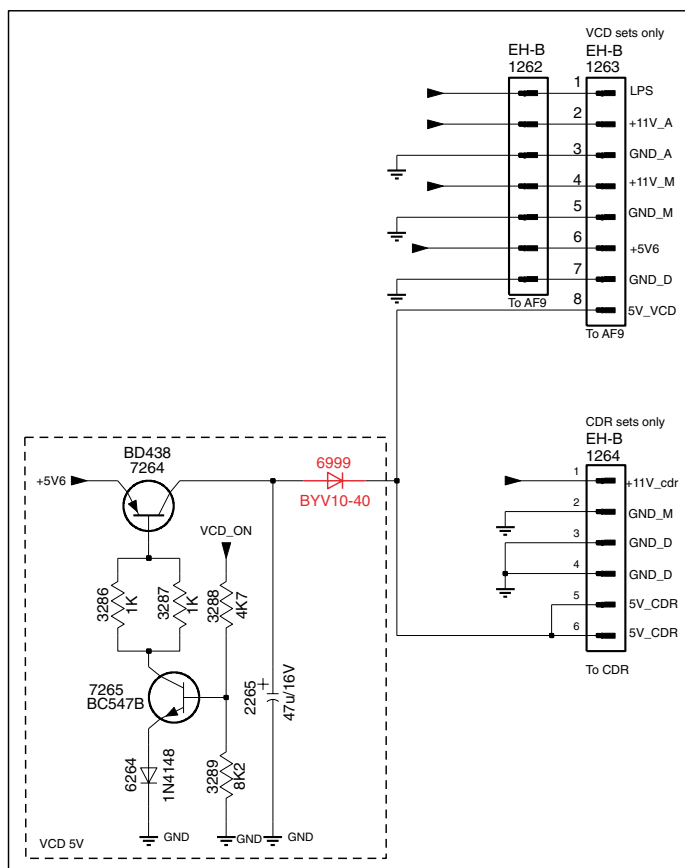 VCD sets only
EH-B
1262
EH-B
1263
1
LPS
2
+11V_A
3
GND_A
4
+11V_M
5
GND_M
6
+5V6
7
GND_D
8
5V_VCD
To AF9
To AF9
CDR sets only
EH-B
1264
1
+11V_cdr
2
GND_M
3
GND_D
4
GND_D
5
5V_CDR
6
5V_CDR
To CDR
BD438
7264
+5V6
6999
BYV10-40
VCD_ON
3286
1K
3287
1K
3288
4K7
7265
BC547B
2265
+
47u/16V
6264
1N4148
3289
8K2
GND
GND
GND
VCD 5V